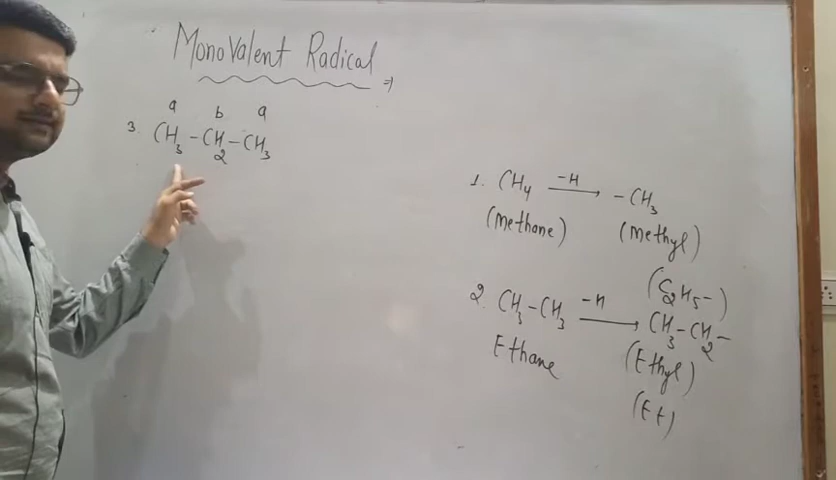 MonoValent Radical ⇒
a b a
3. CH3 - CH2 - CH3
1. CH4 -H → - CH3
(Methane) (Methyl)
(C2H5-)
2. CH3 - CH3 -H → CH3 - CH2 -
Ethane (Ethyl)
(Et)